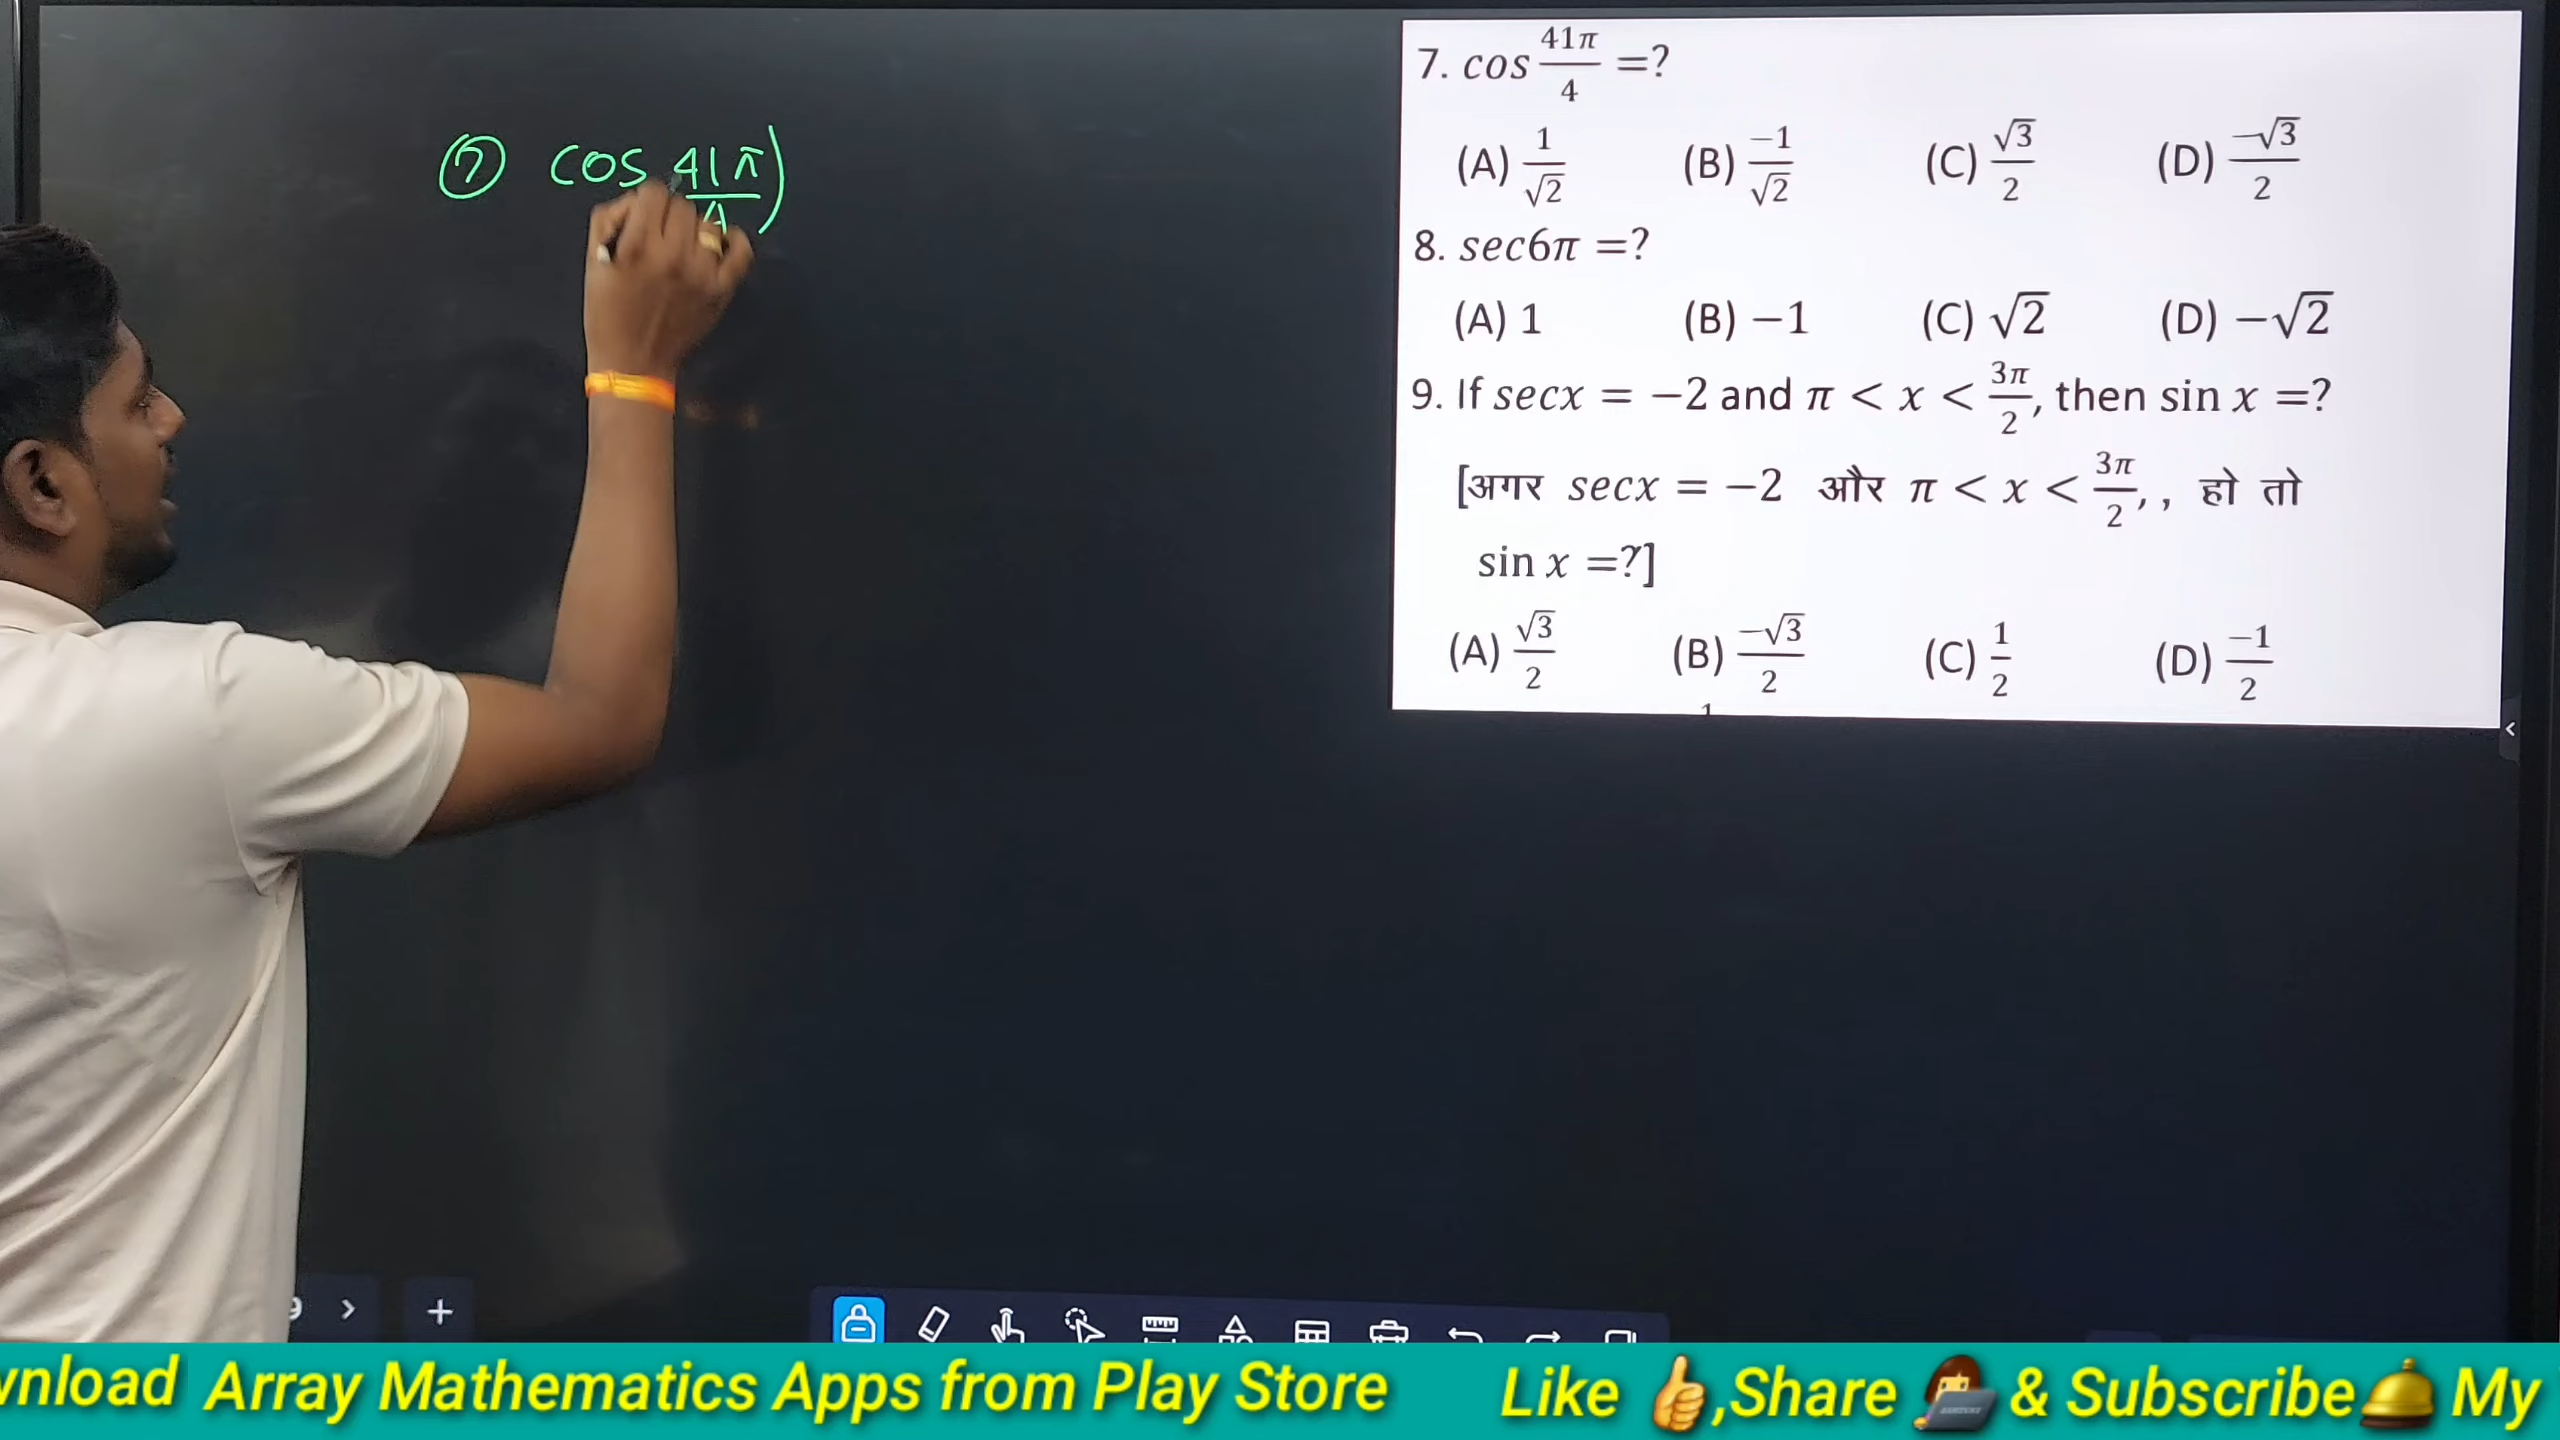 ⑦ cos 41π/4)
7. cos 41π/4 =?
(A) 1/√2 (B) −1/√2 (C) √3/2 (D) −√3/2
8. sec6π =?
(A) 1 (B) −1 (C) √2 (D) −√2
9. If secx = −2 and π < x < 3π/2, then sin x =?
[अगर secx = −2 और π < x < 3π/2, , हो तो
sin x =?]
(A) √3/2 (B) −√3/2 (C) 1/2 (D) −1/2
wnload Array Mathematics Apps from Play Store Like 👍,Share 👩‍💻 & Subscribe🔔 My